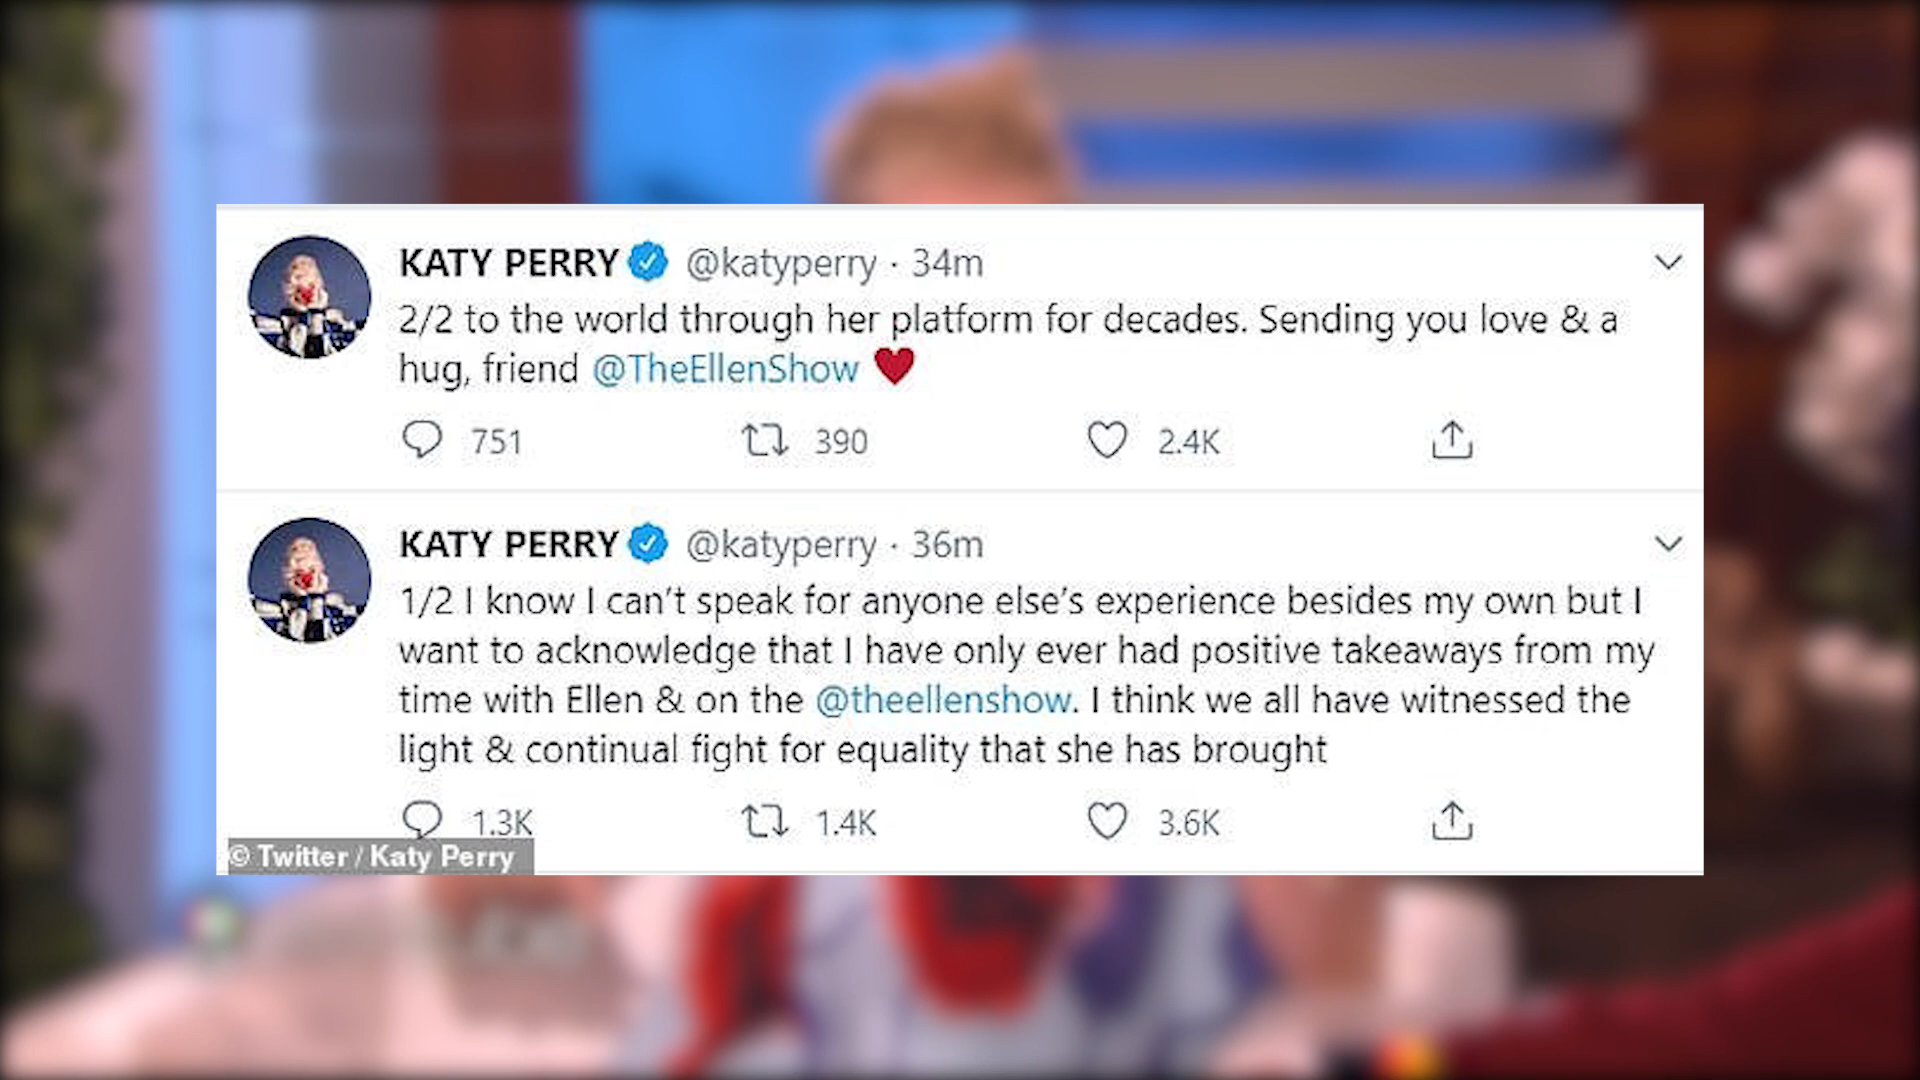 KATY PERRY @katyperry · 34m
2/2 to the world through her platform for decades. Sending you love & a
hug, friend @TheEllenShow ♥
751 390 2.4K
KATY PERRY @katyperry · 36m
1/2 I know I can't speak for anyone else's experience besides my own but I
want to acknowledge that I have only ever had positive takeaways from my
time with Ellen & on the @theellenshow. I think we all have witnessed the
light & continual fight for equality that she has brought
1.3K 1.4K 3.6K
© Twitter / Katy Perry